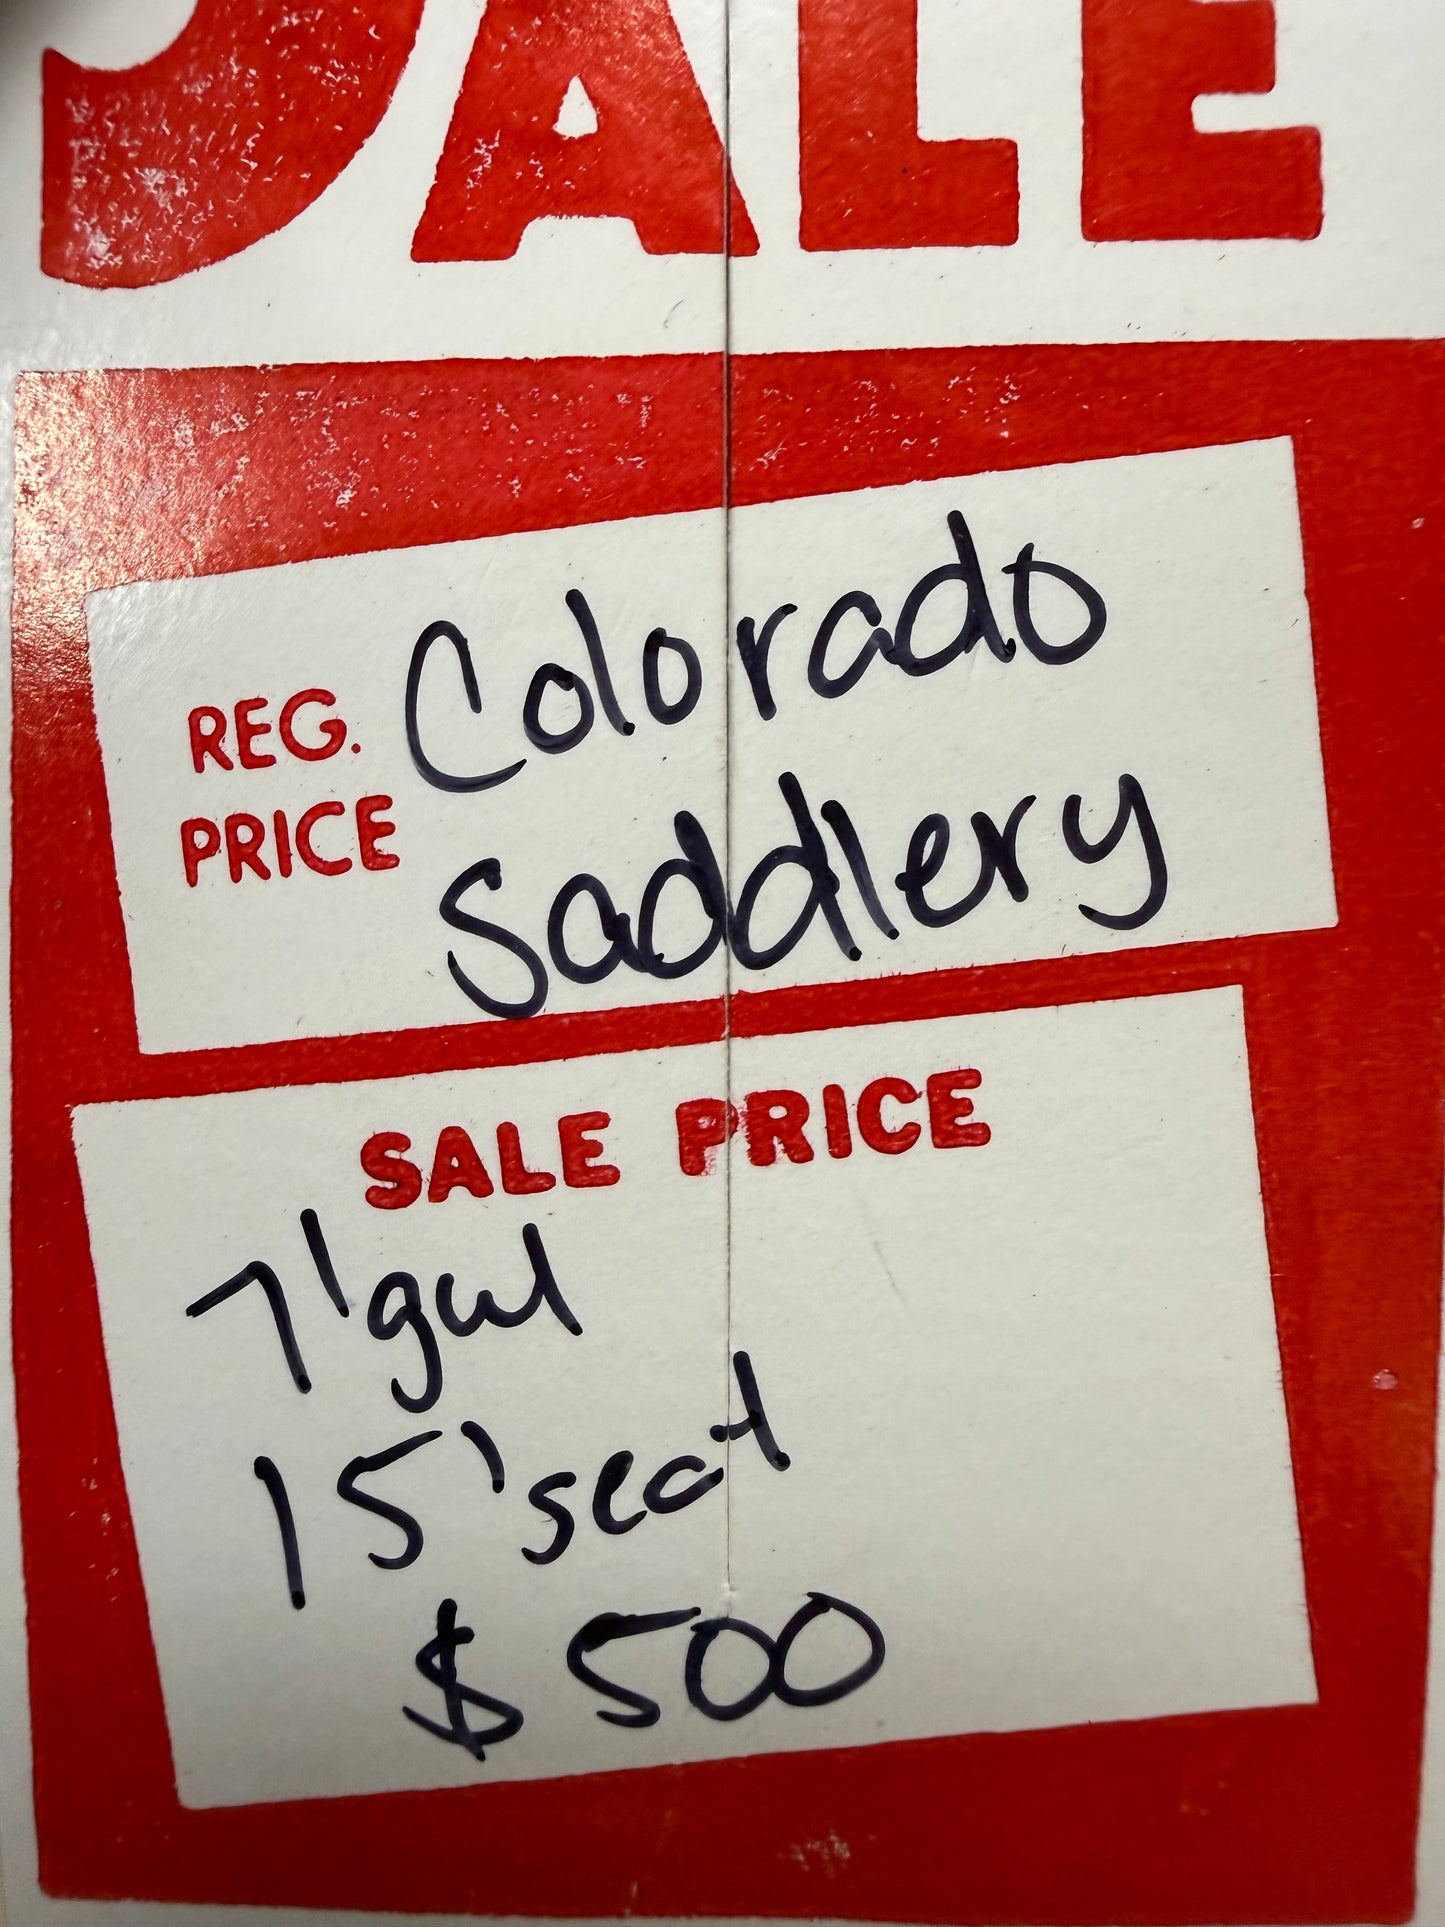 SALE
REG. Colorado
PRICE Saddlery
SALE PRICE
7' gul
15' seat
$500